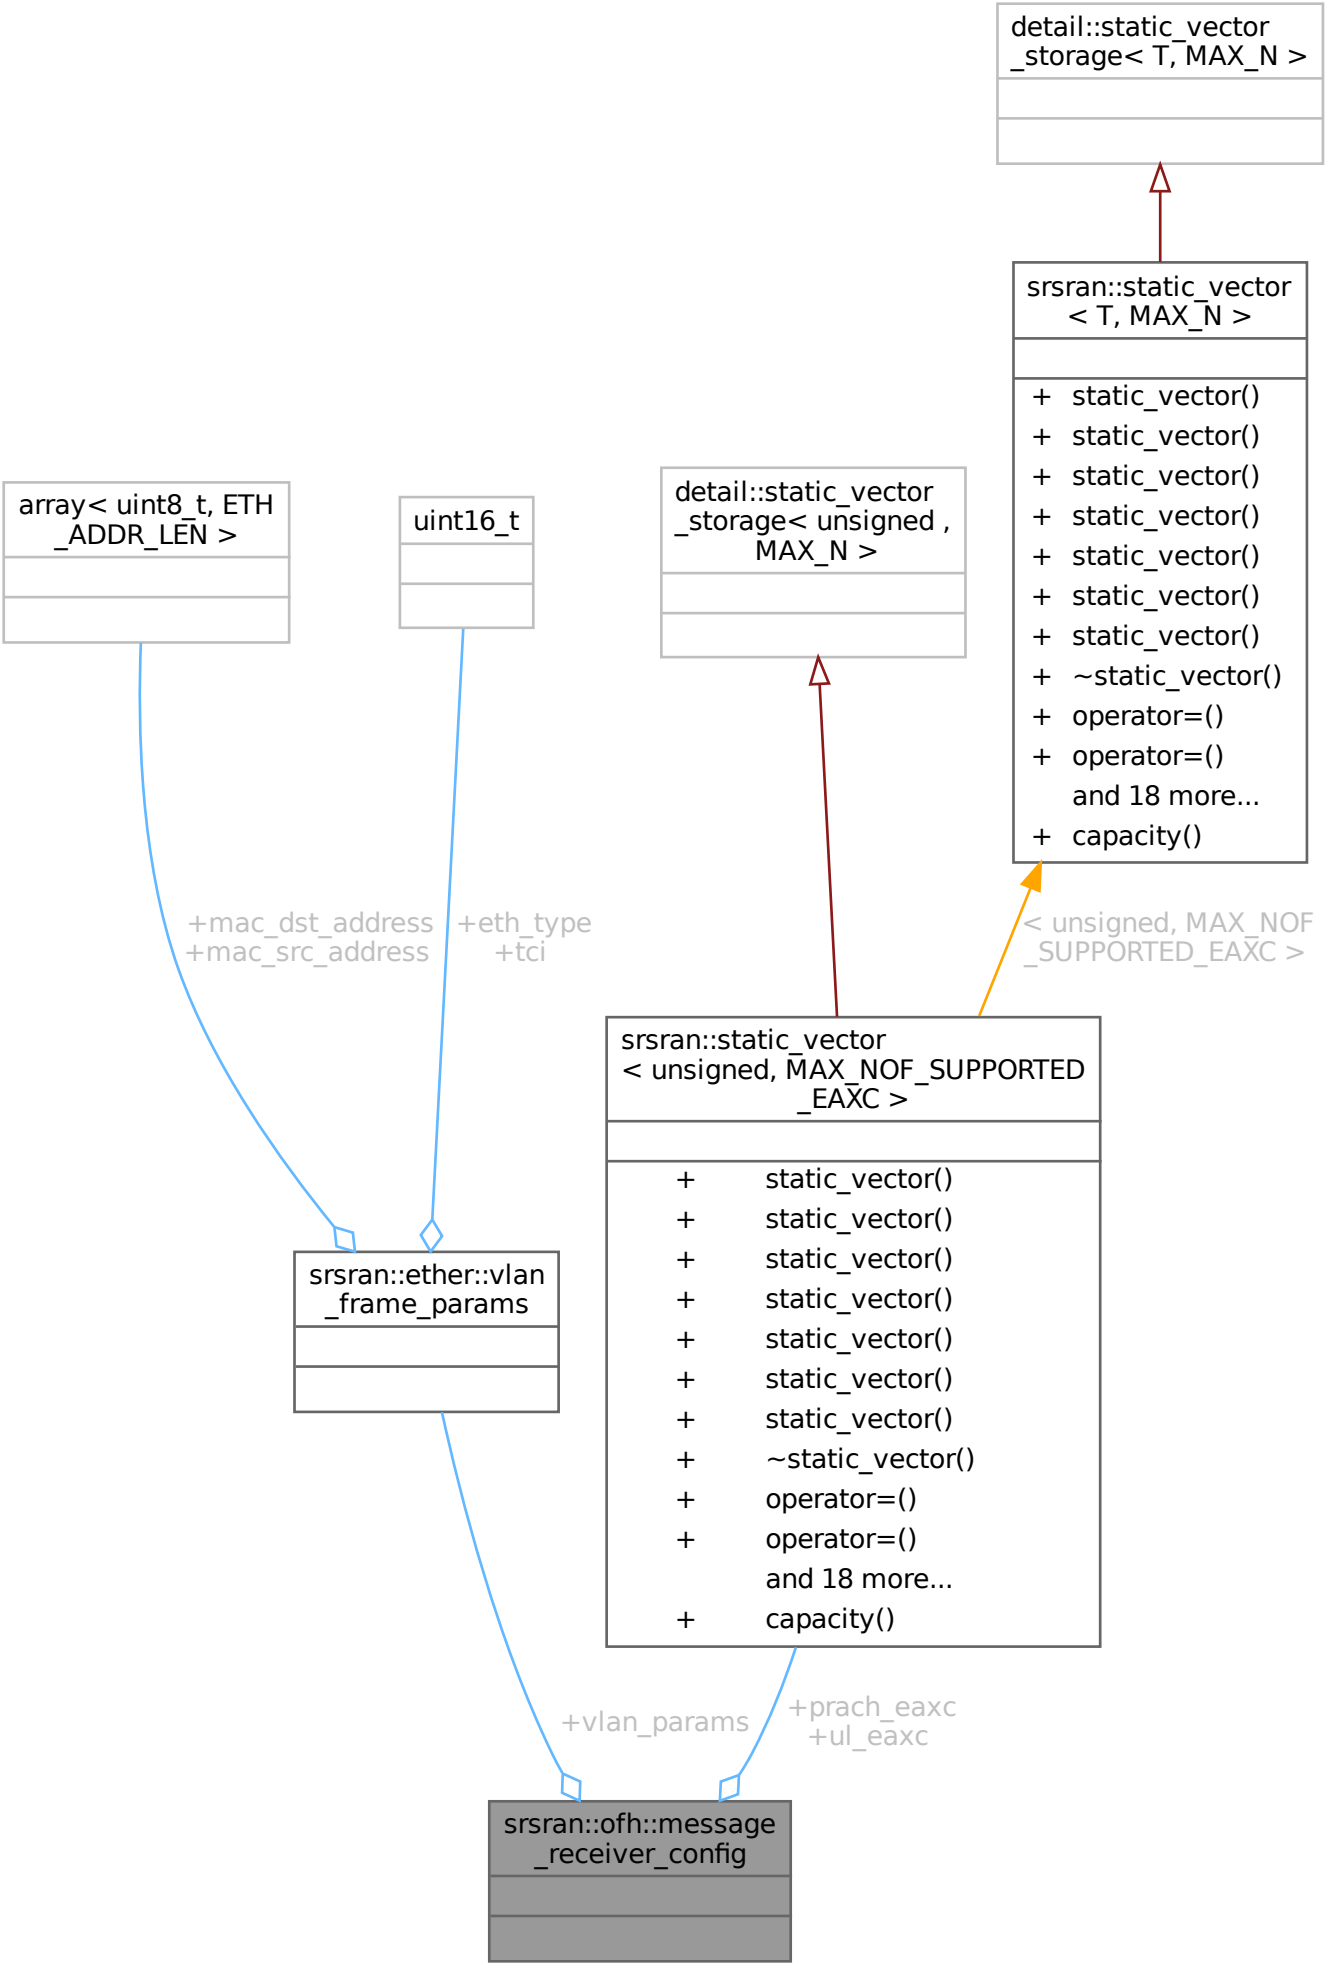 detail::static_vector
_storage< T, MAX_N >
srsran::static_vector
< T, MAX_N >
+ static_vector()
+ static_vector()
+ static_vector()
+ static_vector()
+ static_vector()
+ static_vector()
+ static_vector()
+ ~static_vector()
+ operator=()
+ operator=()
and 18 more...
+ capacity()
array< uint8_t, ETH
_ADDR_LEN >
uint16_t
detail::static_vector
_storage< unsigned ,
MAX_N >
+mac_dst_address
+mac_src_address
+eth_type
+tci
< unsigned, MAX_NOF
_SUPPORTED_EAXC >
srsran::static_vector
< unsigned, MAX_NOF_SUPPORTED
_EAXC >
+ static_vector()
+ static_vector()
+ static_vector()
+ static_vector()
+ static_vector()
+ static_vector()
+ static_vector()
+ ~static_vector()
+ operator=()
+ operator=()
and 18 more...
+ capacity()
srsran::ether::vlan
_frame_params
+vlan_params
+prach_eaxc
+ul_eaxc
srsran::ofh::message
_receiver_config